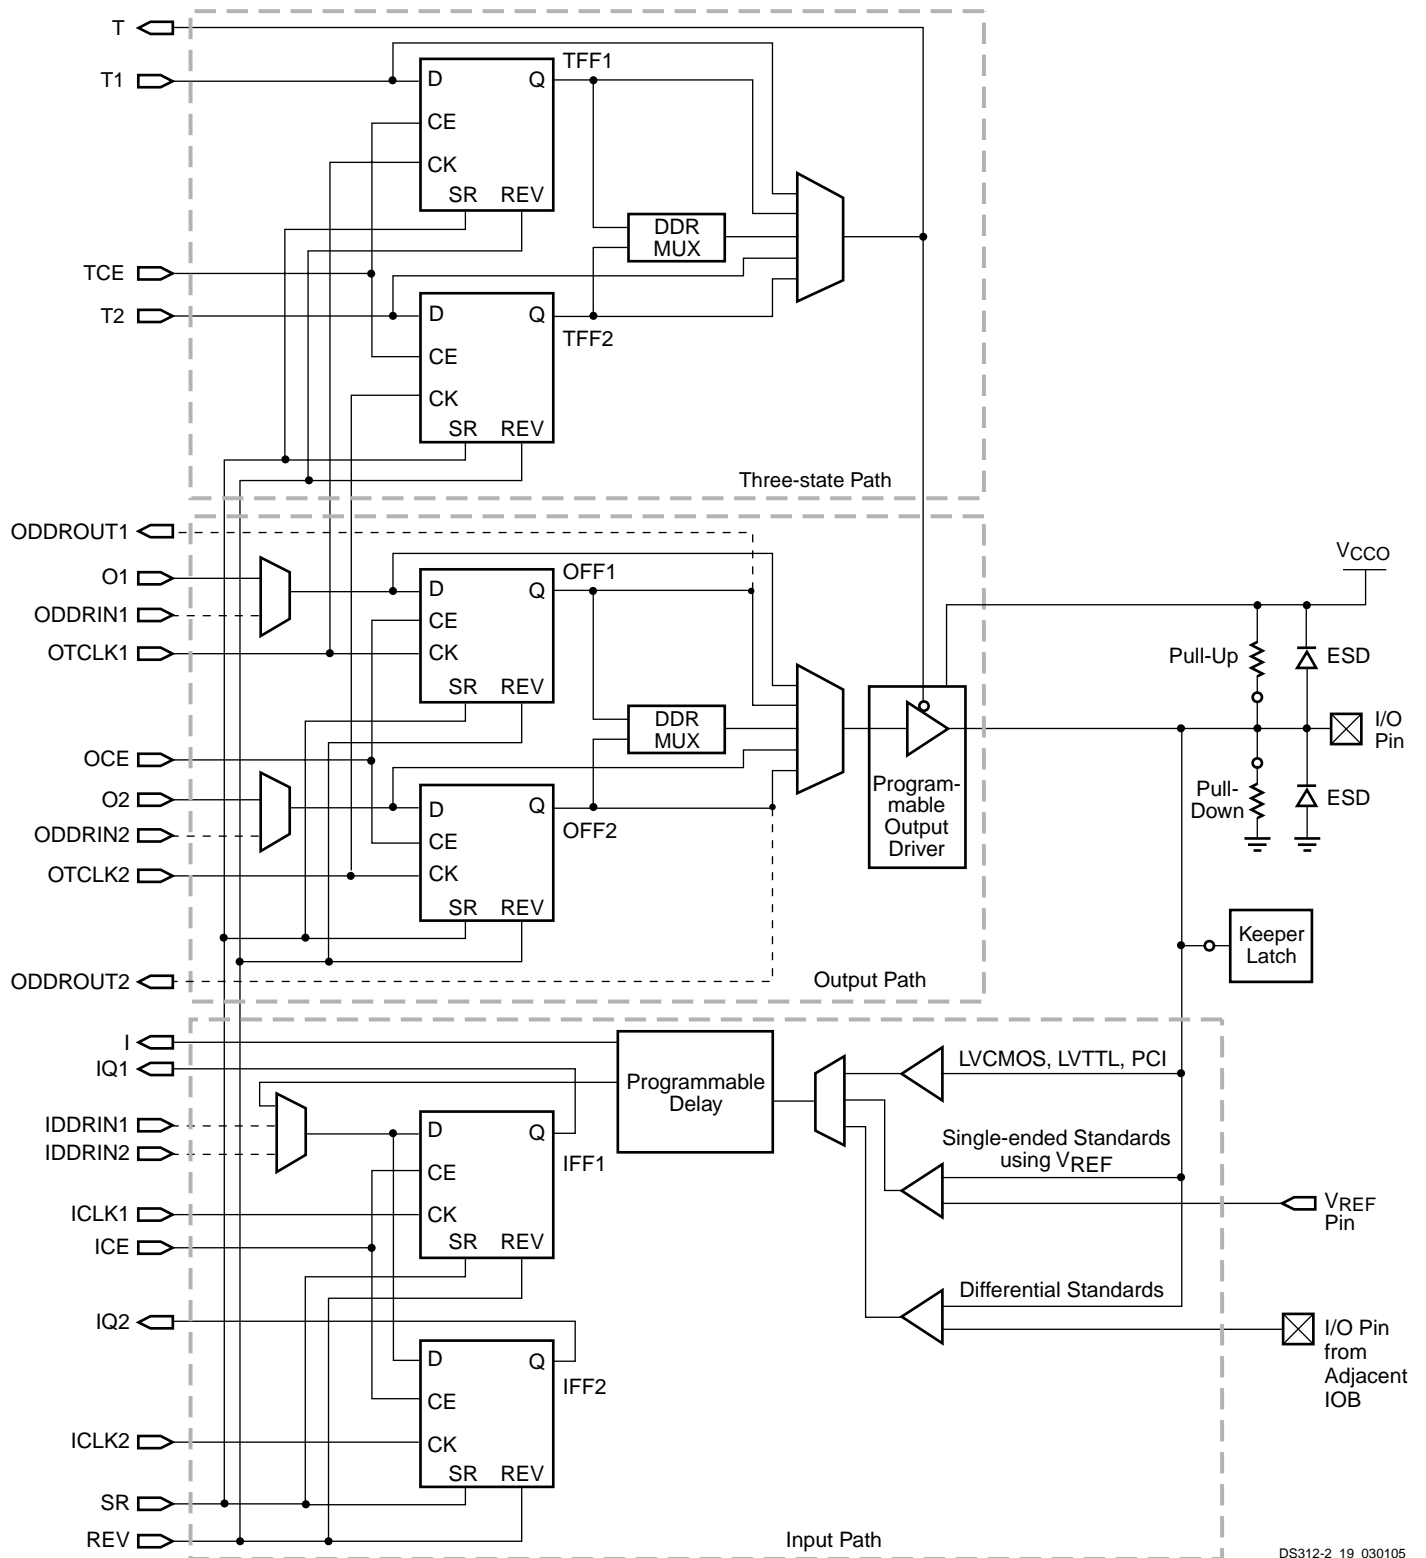 T
T1
D
Q
TFF1
CE
CK
SR REV
DDR
MUX
TCE
T2
D
Q
TFF2
CE
CK
SR REV
Three-state Path
ODDROUT1
O1
ODDRIN1
OTCLK1
D
Q
OFF1
CE
CK
SR REV
DDR
MUX
OCE
O2
ODDRIN2
OTCLK2
D
Q
OFF2
CE
CK
SR REV
Program-
mable
Output
Driver
ODDROUT2
Output Path
VCCO
Pull-Up
ESD
I/O
Pin
Pull-
Down
ESD
Keeper
Latch
I
IQ1
IDDRIN1
IDDRIN2
ICLK1
ICE
Programmable
Delay
LVCMOS, LVTTL, PCI
D
Q
IFF1
CE
CK
SR REV
Single-ended Standards
using VREF
VREF
Pin
Differential Standards
I/O Pin
from
Adjacent
IOB
IQ2
D
Q
IFF2
CE
CK
SR REV
ICLK2
SR
REV
Input Path
DS312-2_19_030105